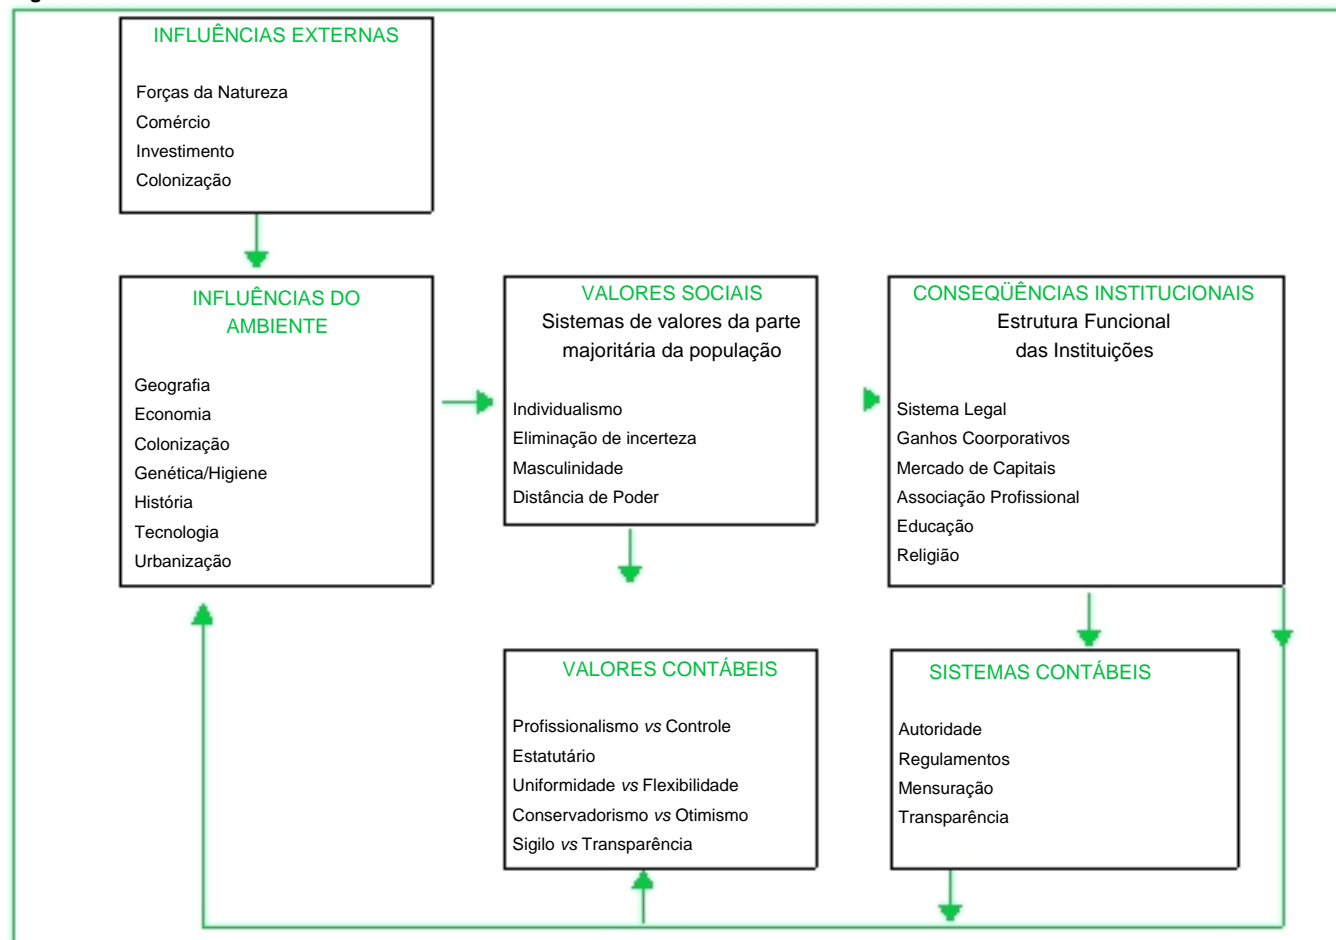 INFLUÊNCIAS EXTERNAS
Forças da Natureza
Comércio
Investimento
Colonização
INFLUÊNCIAS DO
AMBIENTE
Geografia
Economia
Colonização
Genética/Higiene
História
Tecnologia
Urbanização
VALORES SOCIAIS
Sistemas de valores da parte
majoritária da população
Individualismo
Eliminação de incerteza
Masculinidade
Distância de Poder
CONSEQÜÊNCIAS INSTITUCIONAIS
Estrutura Funcional
das Instituições
Sistema Legal
Ganhos Coorporativos
Mercado de Capitais
Associação Profissional
Educação
Religião
VALORES CONTÁBEIS
Profissionalismo vs Controle
Estatutário
Uniformidade vs Flexibilidade
Conservadorismo vs Otimismo
Sigilo vs Transparência
SISTEMAS CONTÁBEIS
Autoridade
Regulamentos
Mensuração
Transparência